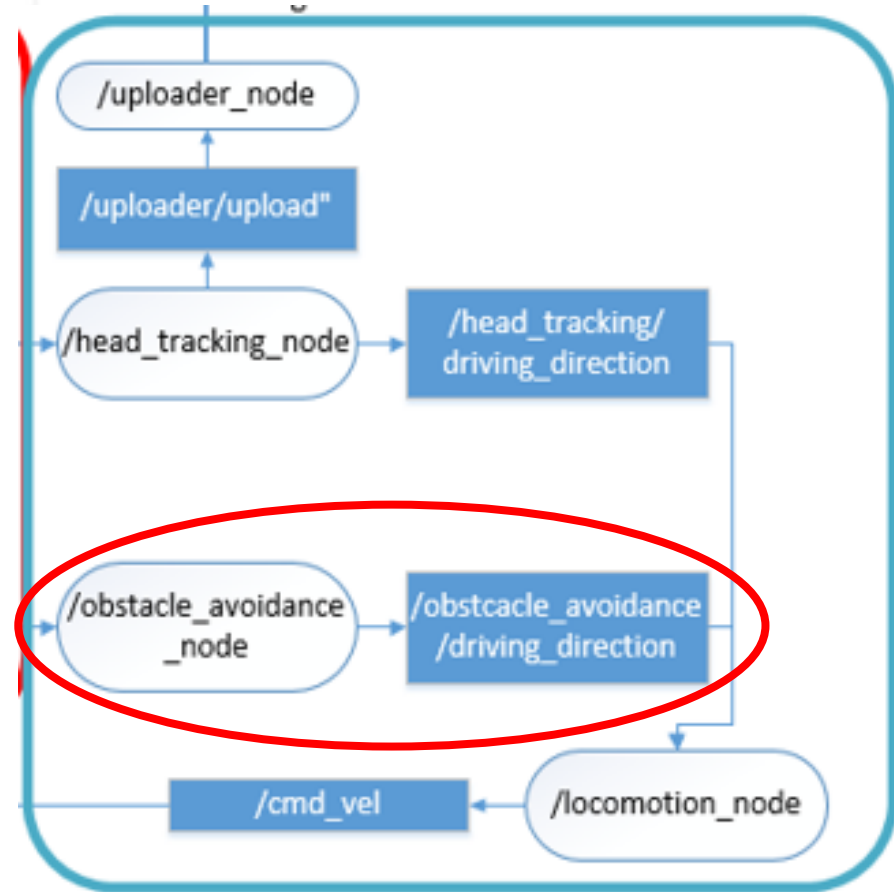 /uploader_node
/uploader/upload"
/head_tracking_node
/head_tracking/
driving_direction
/obstacle_avoidance
_node
/obstcacle_avoidance
/driving_direction
/cmd_vel
/locomotion_node